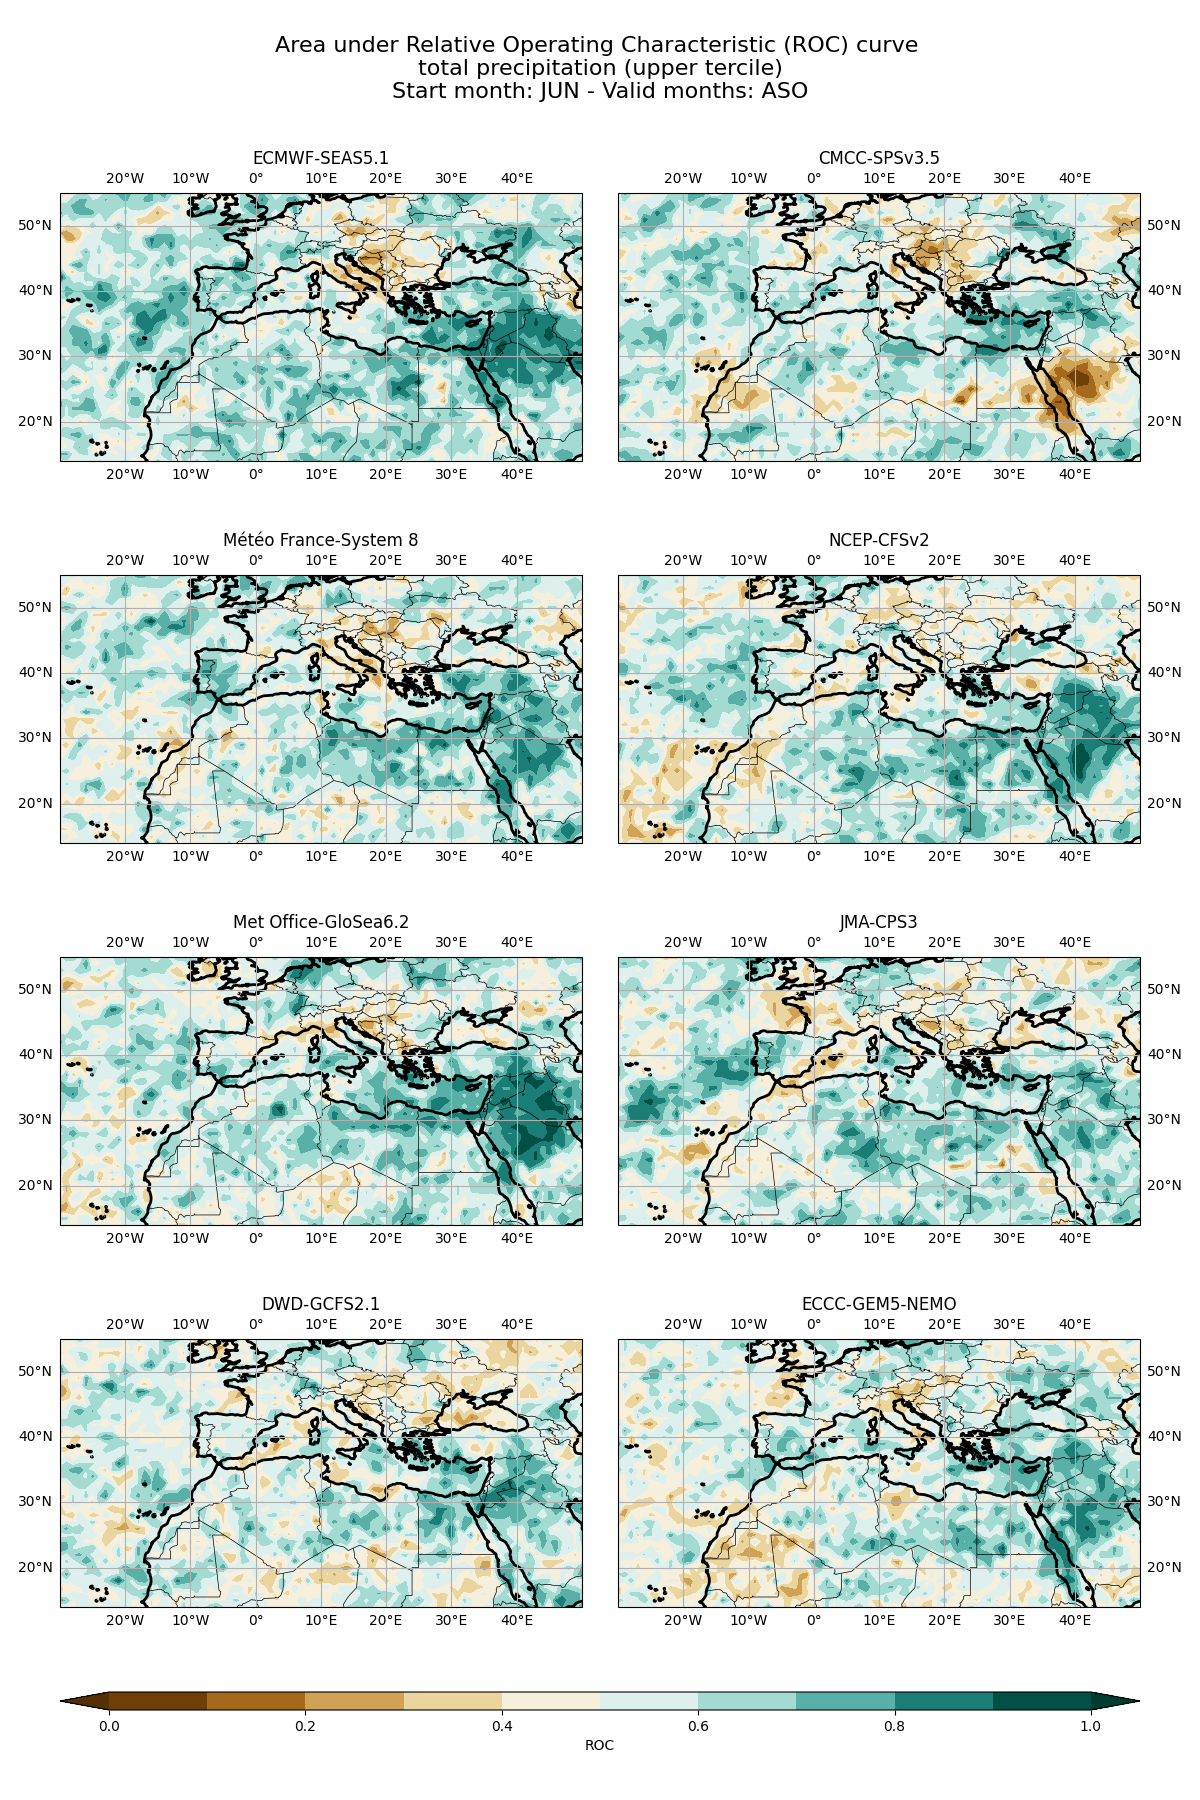 Area under Relative Operating Characteristic (ROC) curve
total precipitation (upper tercile)
Start month: JUN - Valid months: ASO
ECMWF-SEAS5.1
20°W 10°W 0° 10°E 20°E 30°E 40°E
50°N
40°N
30°N
20°N
20°W 10°W 0° 10°E 20°E 30°E 40°E
CMCC-SPSv3.5
20°W 10°W 0° 10°E 20°E 30°E 40°E
50°N
40°N
30°N
20°N
20°W 10°W 0° 10°E 20°E 30°E 40°E
Météo France-System 8
20°W 10°W 0° 10°E 20°E 30°E 40°E
50°N
40°N
30°N
20°N
20°W 10°W 0° 10°E 20°E 30°E 40°E
NCEP-CFSv2
20°W 10°W 0° 10°E 20°E 30°E 40°E
50°N
40°N
30°N
20°N
20°W 10°W 0° 10°E 20°E 30°E 40°E
Met Office-GloSea6.2
20°W 10°W 0° 10°E 20°E 30°E 40°E
50°N
40°N
30°N
20°N
20°W 10°W 0° 10°E 20°E 30°E 40°E
JMA-CPS3
20°W 10°W 0° 10°E 20°E 30°E 40°E
50°N
40°N
30°N
20°N
20°W 10°W 0° 10°E 20°E 30°E 40°E
DWD-GCFS2.1
20°W 10°W 0° 10°E 20°E 30°E 40°E
50°N
40°N
30°N
20°N
20°W 10°W 0° 10°E 20°E 30°E 40°E
ECCC-GEM5-NEMO
20°W 10°W 0° 10°E 20°E 30°E 40°E
50°N
40°N
30°N
20°N
20°W 10°W 0° 10°E 20°E 30°E 40°E
0.0 0.2 0.4 0.6 0.8 1.0
ROC